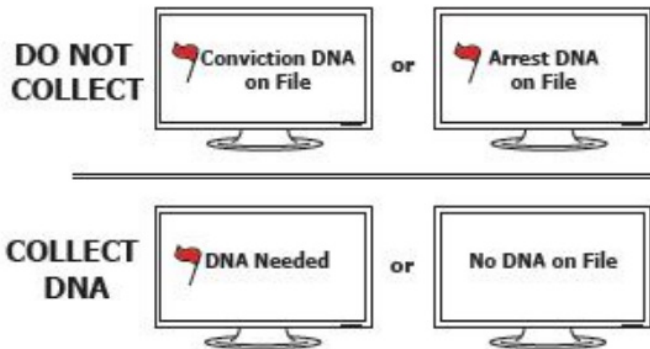 DO NOT
COLLECT
Conviction DNA
on File
or
Arrest DNA
on File
COLLECT
DNA
DNA Needed
or
No DNA on File